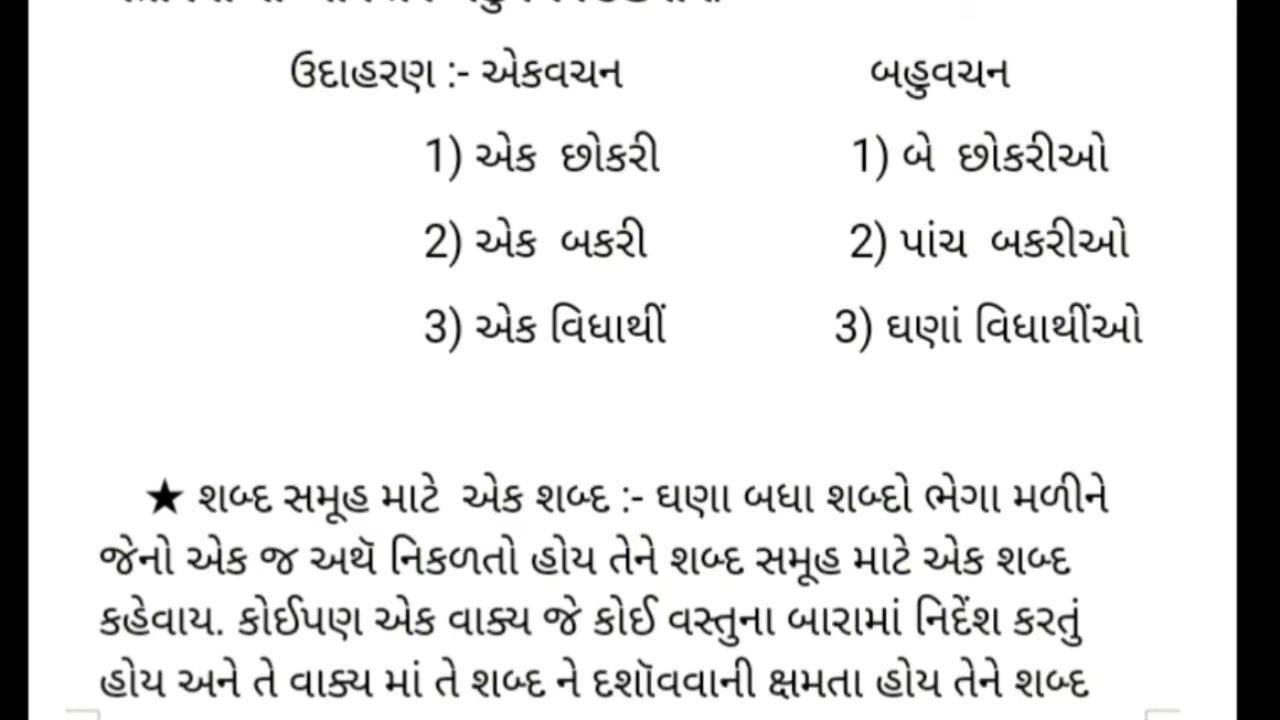 ઉદાહરણ :- એકવચન બહુવચન
1) એક છોકરી 1) બે છોકરીઓ
2) એક બકરી 2) પાંચ બકરીઓ
3) એક વિધાથીં 3) ઘણાં વિધાથીંઓ
★ શબ્દ સમૂહ માટે એક શબ્દ :- ઘણા બધા શબ્દો ભેગા મળીને
જેનો એક જ અથૅ નિકળતો હોય તેને શબ્દ સમૂહ માટે એક શબ્દ
કહેવાય. કોઈપણ એક વાક્ય જે કોઈ વસ્તુના બારામાં નિદેંશ કરતું
હોય અને તે વાક્ય માં તે શબ્દ ને દશૉવવાની ક્ષમતા હોય તેને શબ્દ